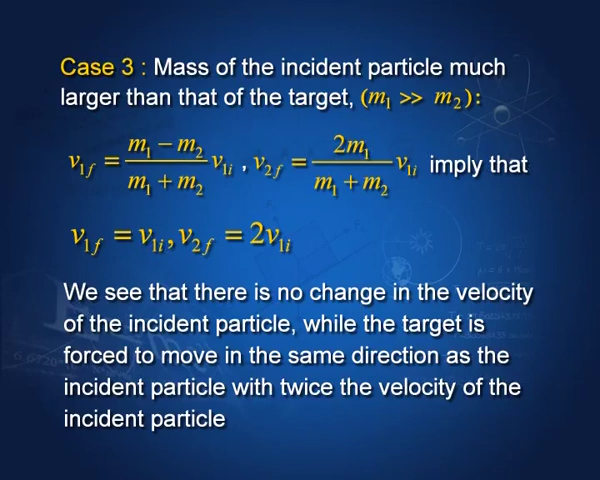 Case 3 : Mass of the incident particle much
larger than that of the target, (m₁ >> m₂):
v₁f = (m₁ − m₂)/(m₁ + m₂) v₁i , v₂f = 2m₁/(m₁ + m₂) v₁i imply that
v₁f = v₁i, v₂f = 2v₁i
We see that there is no change in the velocity
of the incident particle, while the target is
forced to move in the same direction as the
incident particle with twice the velocity of the
incident particle